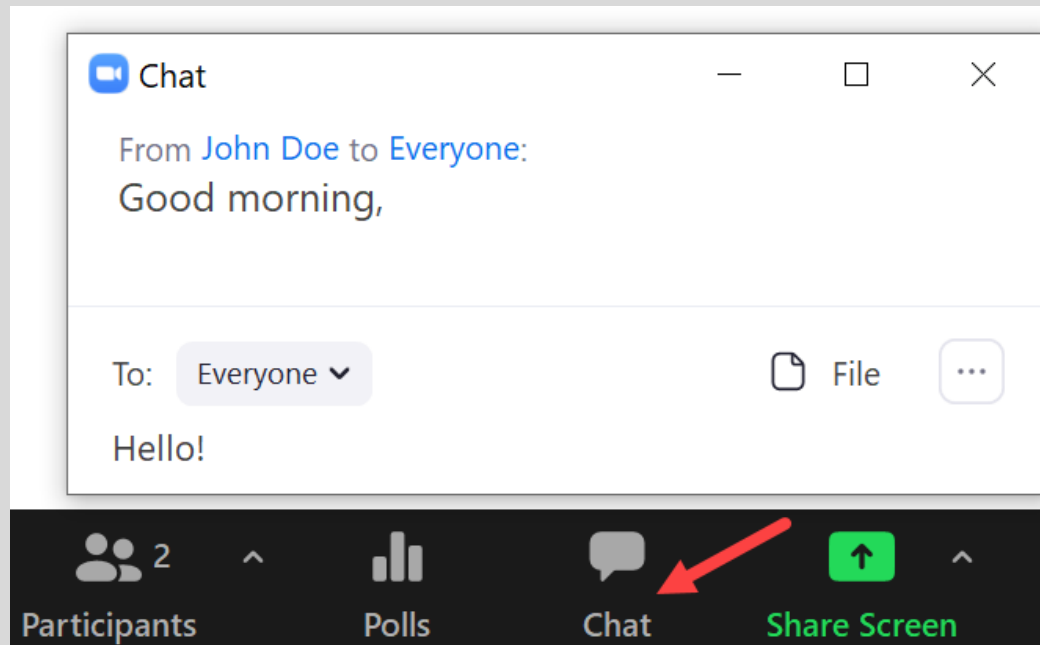 Chat
From John Doe to Everyone:
Good morning,
To: Everyone File
Hello!
2
Participants Polls Chat Share Screen